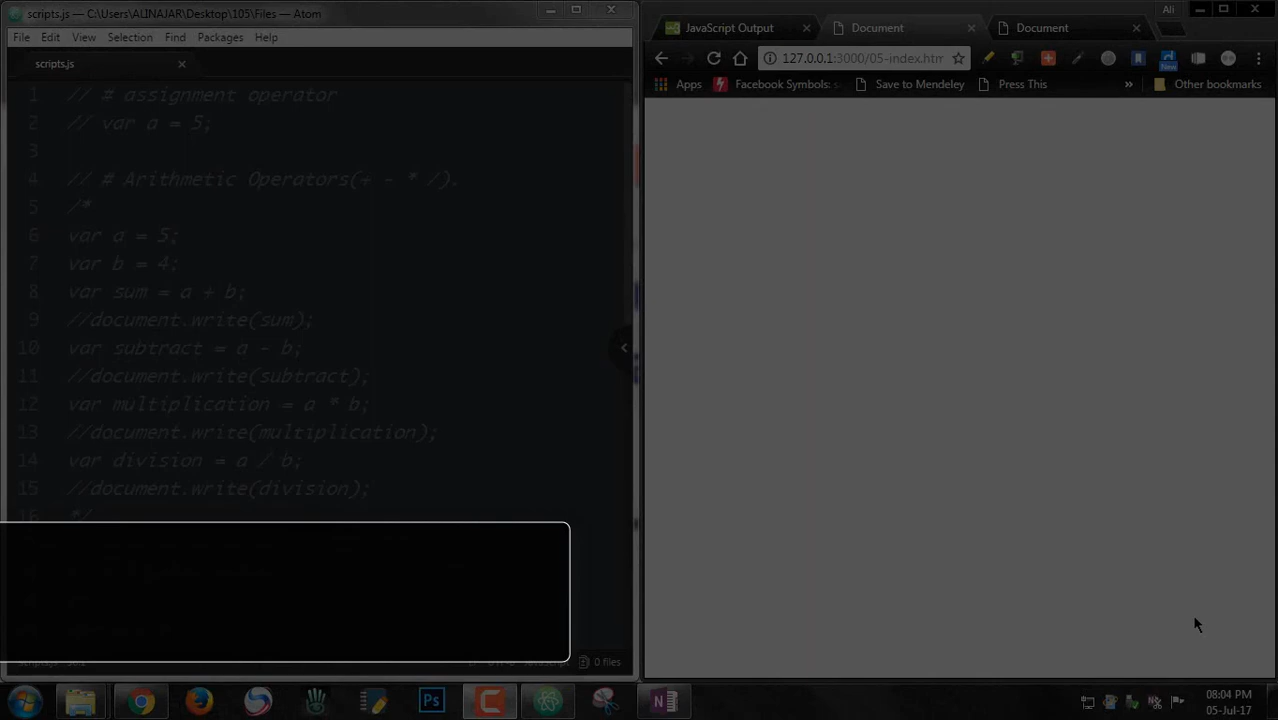 scripts.js — C:\Users\ALINAJAR\Desktop\105\Files — Atom
File Edit View Selection Find Packages Help
scripts.js
1 // # assignment operator
2 // var a = 5;
3
4 // # Arithmetic Operators(+ - * /).
5 /*
6 var a = 5;
7 var b = 4;
8 var sum = a + b;
9 //document.write(sum);
10 var subtract = a - b;
11 //document.write(subtract);
12 var multiplication = a * b;
13 //document.write(multiplication);
14 var division = a / b;
15 //document.write(division);
16 */
0 files
Ali
JavaScript Output Document Document
127.0.0.1:3000/05-index.htm
New
Apps Facebook Symbols: Save to Mendeley Press This » Other bookmarks
Ps
08:04 PM
05-Jul-17